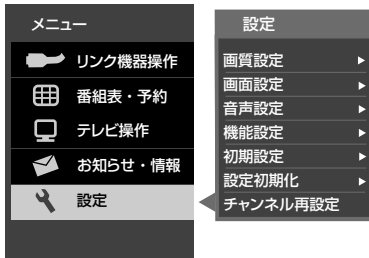 メニュー
リンク機器操作
番組表・予約
テレビ操作
お知らせ・情報
設定
設定
画質設定
画面設定
音声設定
機能設定
初期設定
設定初期化
チャンネル再設定